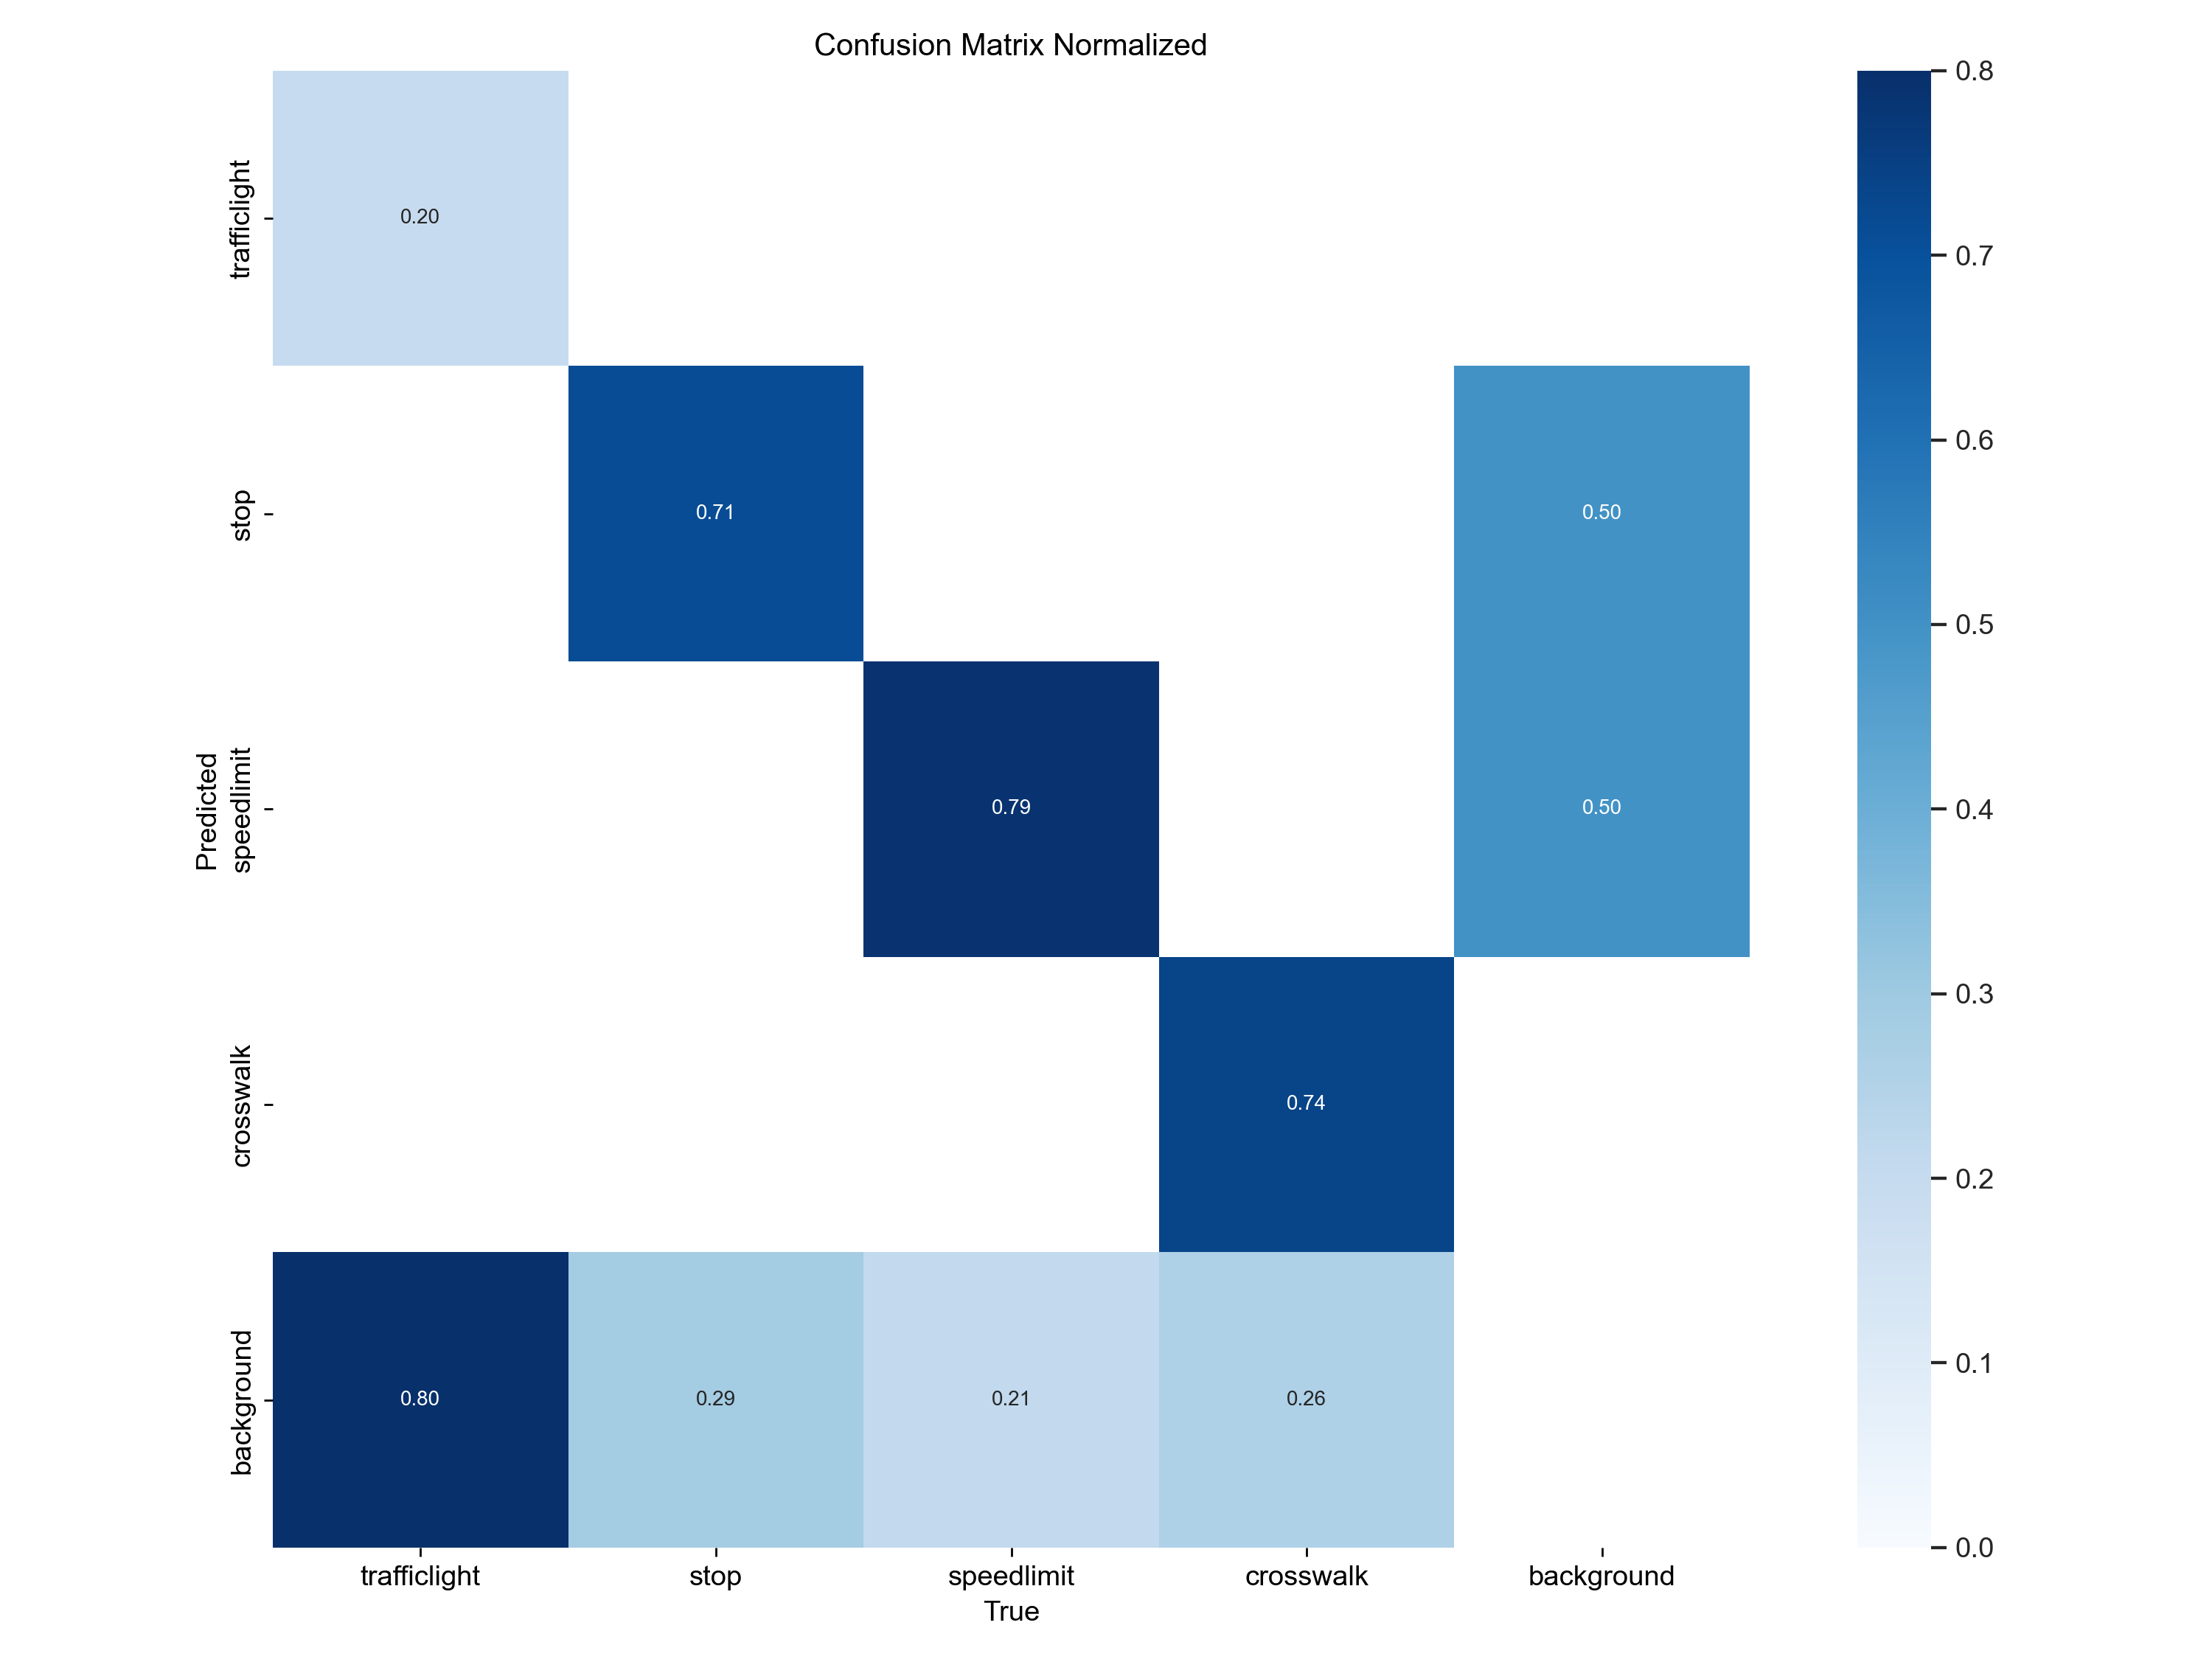 Confusion Matrix Normalized
trafficlight
0.20
stop
0.71
0.50
Predicted
speedlimit
0.79
0.50
crosswalk
0.74
background
0.80
0.29
0.21
0.26
trafficlight
stop
speedlimit
crosswalk
background
True
0.8
0.7
0.6
0.5
0.4
0.3
0.2
0.1
0.0